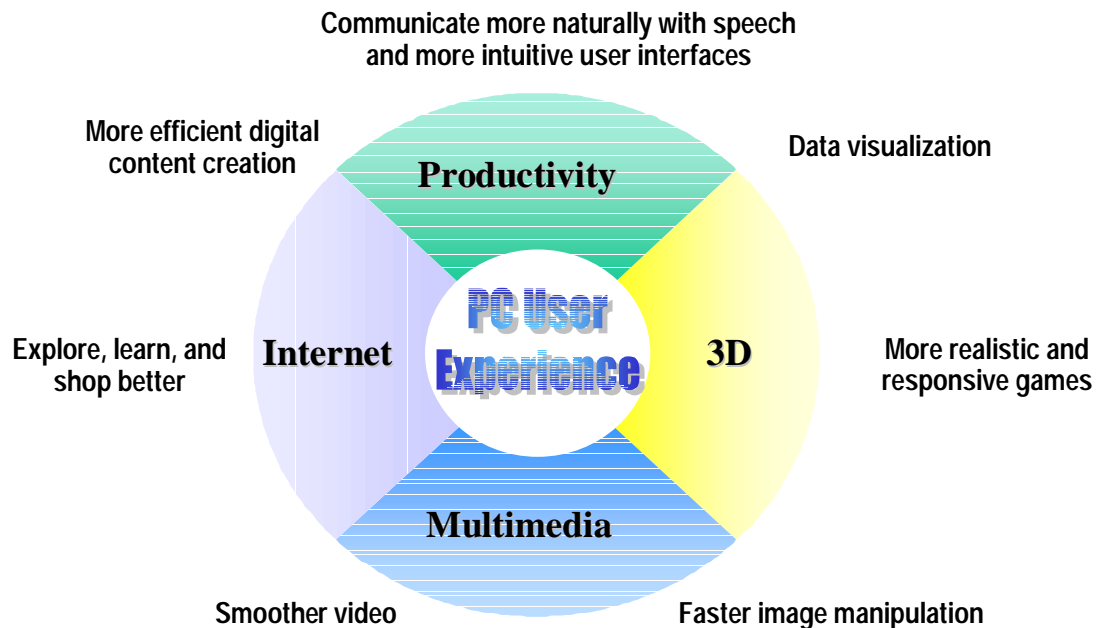 Communicate more naturally with speech
and more intuitive user interfaces
More efficient digital
content creation
Data visualization
Productivity
PC User
Experience
Internet
3D
Explore, learn, and
shop better
More realistic and
responsive games
Multimedia
Smoother video
Faster image manipulation